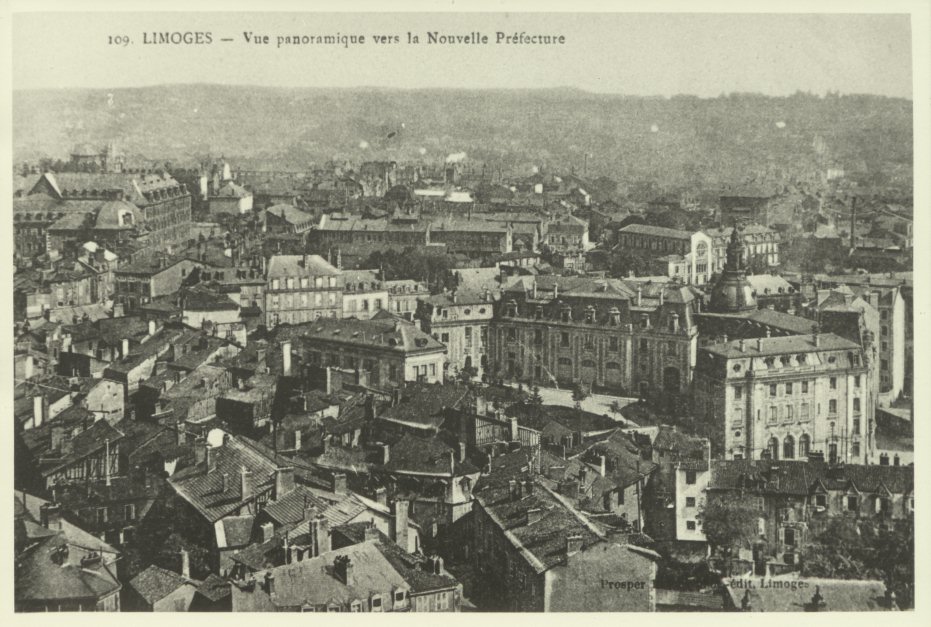 109. LIMOGES — Vue panoramique vers la Nouvelle Préfecture
Prosper édit, Limoges